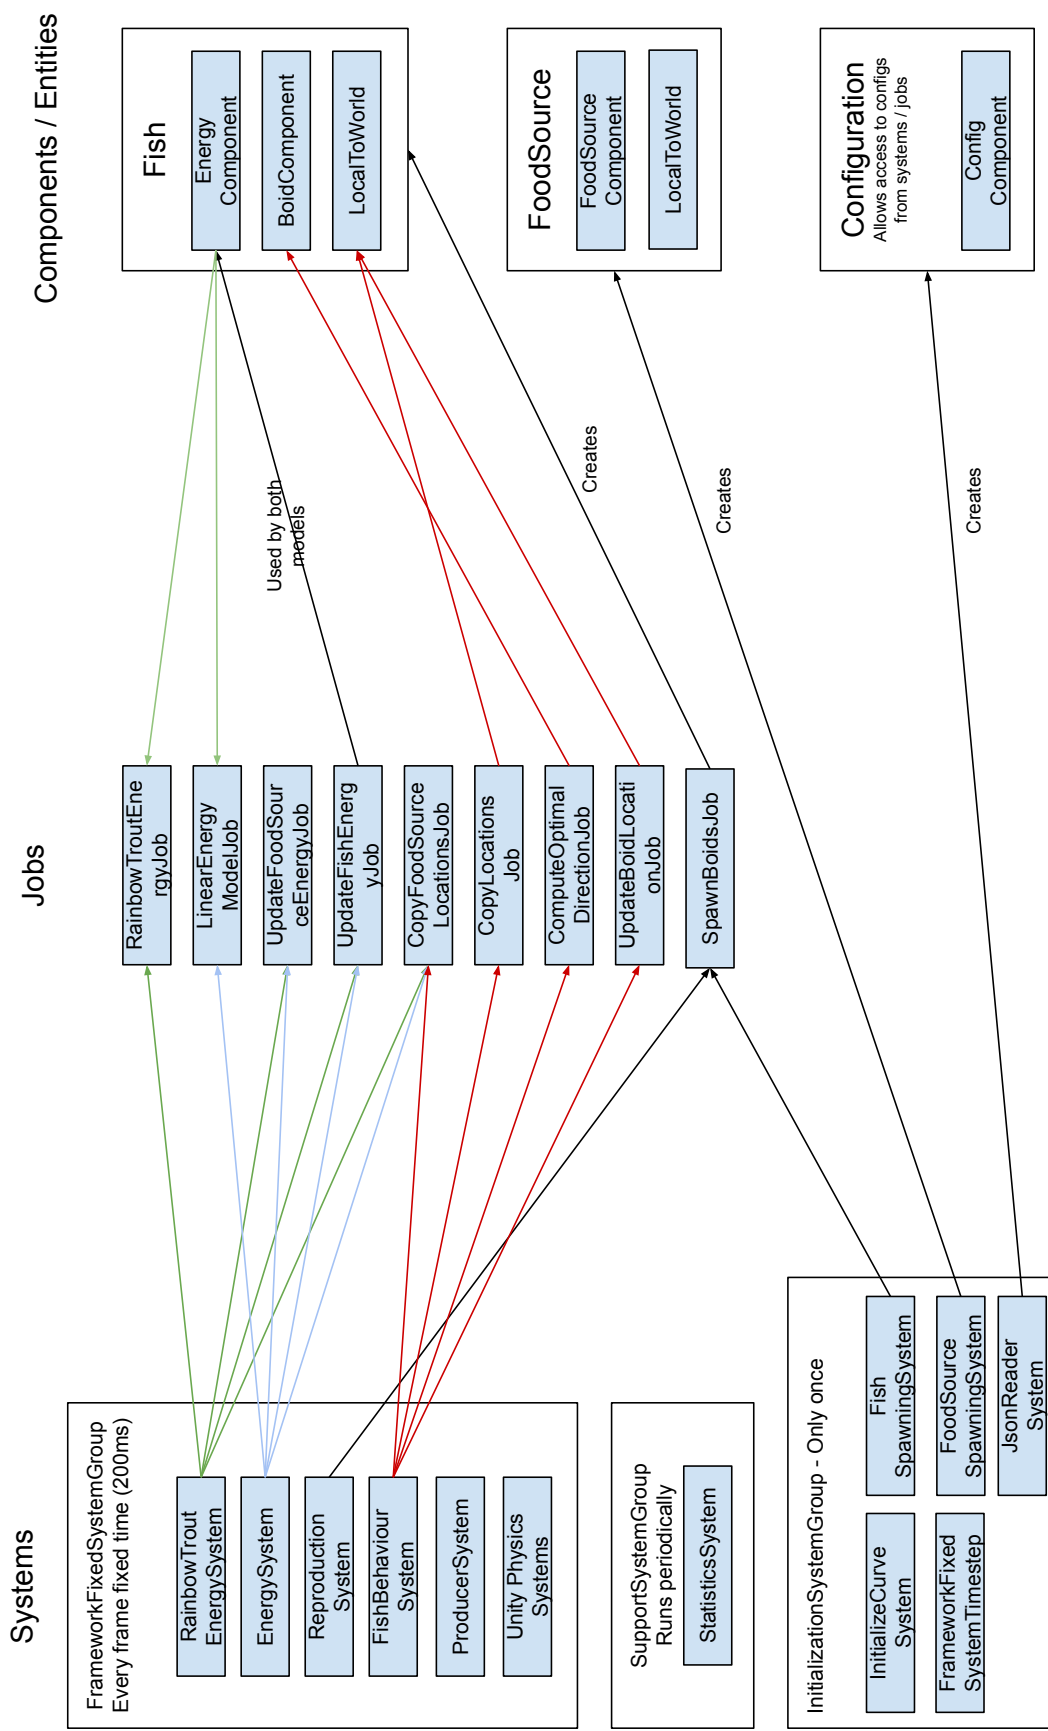 Systems
FrameworkFixedSystemGroup
Every frame fixed time (200ms)
RainbowTrout
EnergySystem
EnergySystem
Reproduction
System
FishBehaviour
System
ProducerSystem
Unity Physics
Systems
SupportSystemGroup
Runs periodically
StatisticsSystem
InitializationSystemGroup - Only once
InitializeCurve
System
Fish
SpawningSystem
FrameworkFixed
SystemTimestep
FoodSource
SpawningSystem
JsonReader
System
Jobs
RainbowTroutEne
rgyJob
LinearEnergy
ModelJob
UpdateFoodSour
ceEnergyJob
UpdateFishEnerg
yJob
CopyFoodSource
LocationsJob
CopyLocations
Job
ComputeOptimal
DirectionJob
UpdateBoidLocati
onJob
SpawnBoidsJob
Used by both
models
Creates
Creates
Creates
Components / Entities
Fish
Energy
Component
BoidComponent
LocalToWorld
FoodSource
FoodSource
Component
LocalToWorld
Configuration
Allows access to configs
from systems / jobs
Config
Component